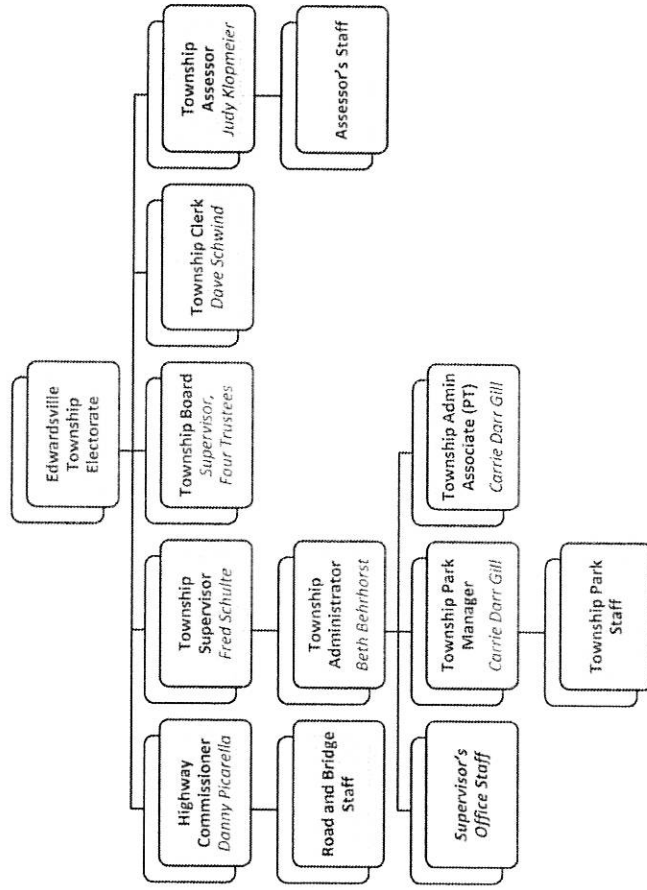 Edwardsville
Township
Electorate
Highway
Commissioner
Danny Picarella
Township
Supervisor
Fred Schulte
Township Board
Supervisor,
Four Trustees
Township Clerk
Dave Schwind
Township
Assessor
Judy Klopmeier
Road and Bridge
Staff
Township
Administrator
Beth Behrhorst
Assessor's Staff
Supervisor's
Office Staff
Township Park
Manager
Carrie Darr Gill
Township Admin
Associate (PT)
Carrie Darr Gill
Township Park
Staff